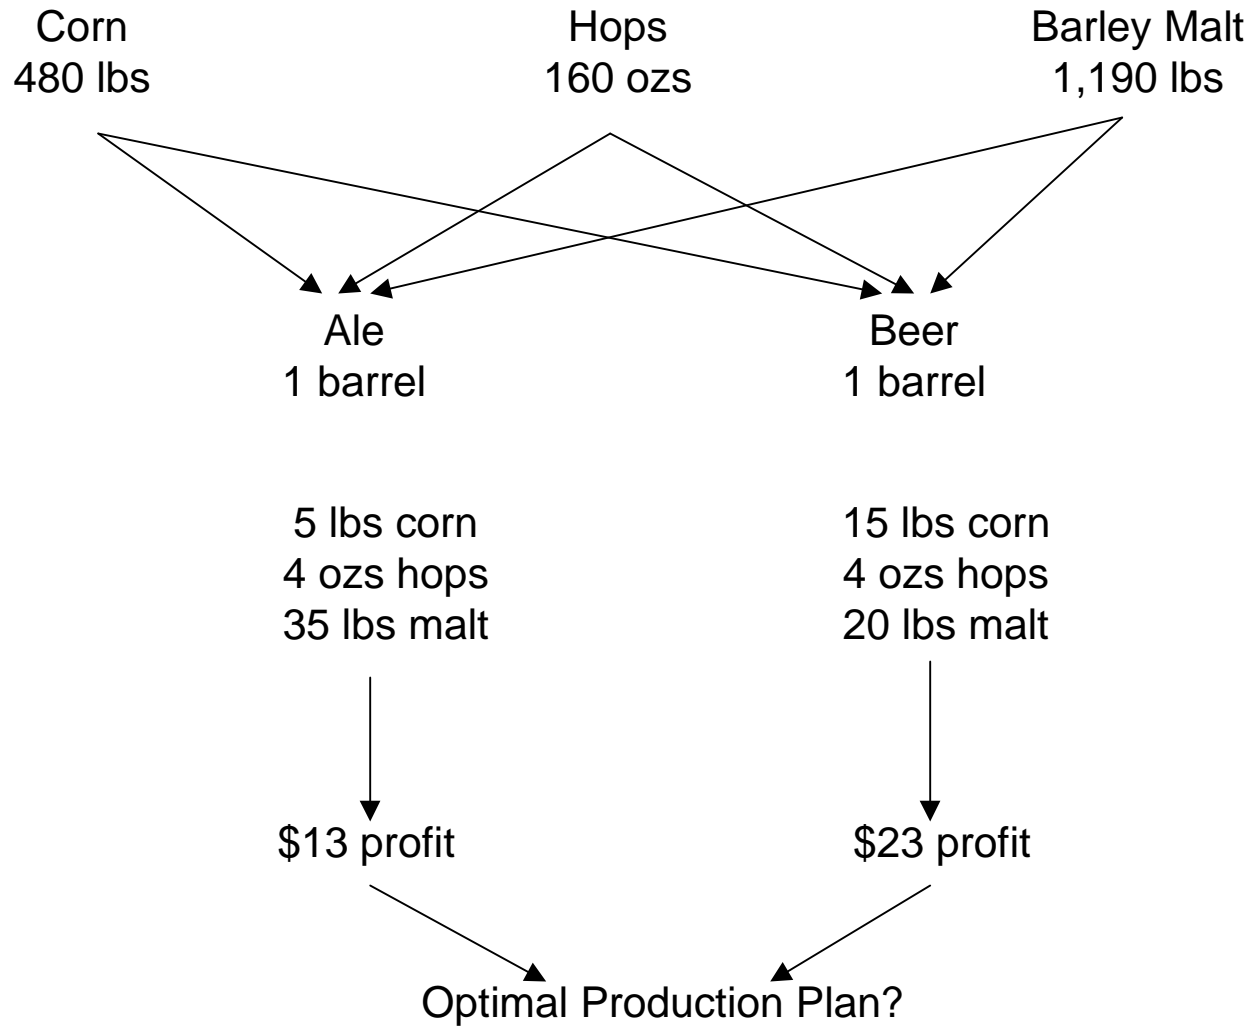 Corn
480 lbs
Hops
160 ozs
Barley Malt
1,190 lbs
Ale
1 barrel
Beer
1 barrel
5 lbs corn
4 ozs hops
35 lbs malt
15 lbs corn
4 ozs hops
20 lbs malt
$13 profit
$23 profit
Optimal Production Plan?